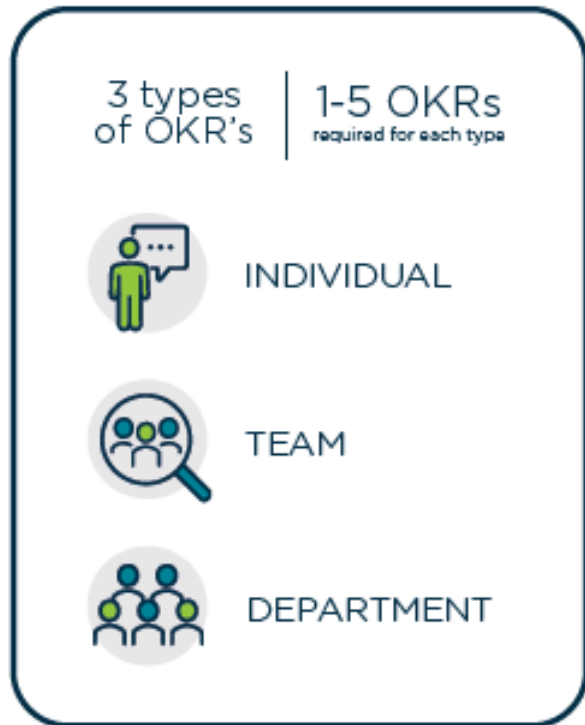 3 types
of OKR's
1-5 OKRs
required for each type
INDIVIDUAL
TEAM
DEPARTMENT